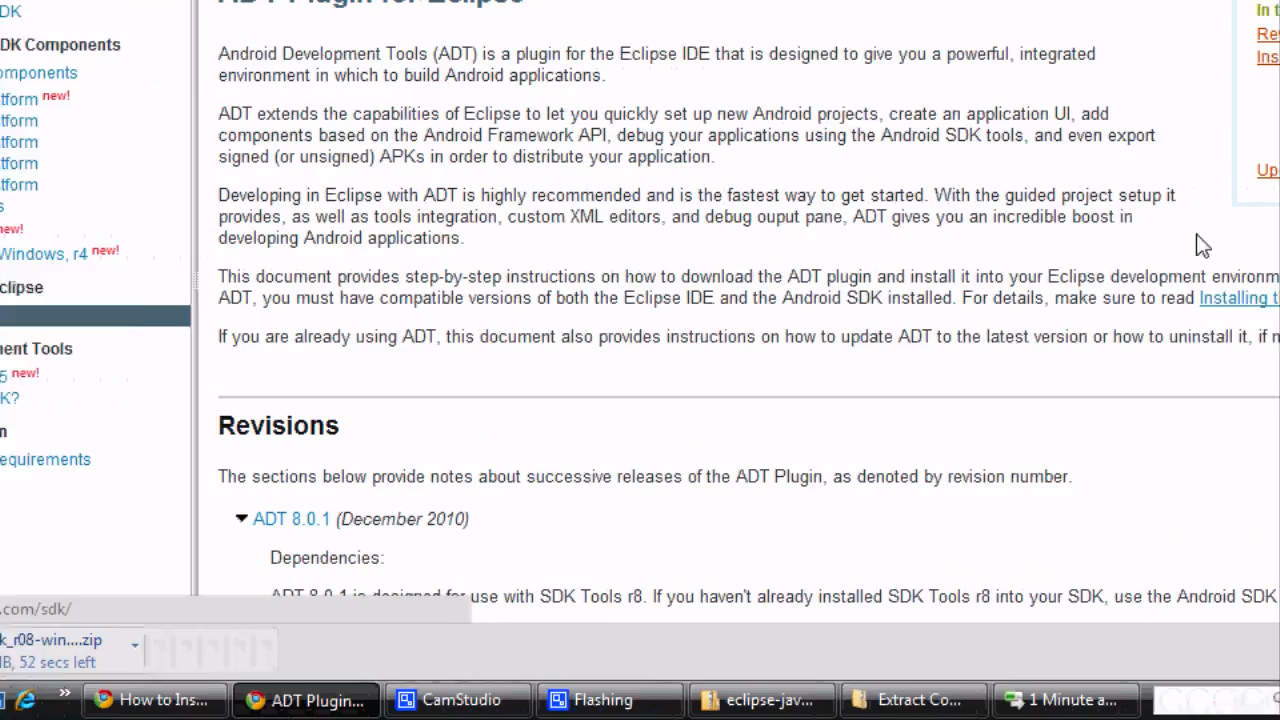 DK
ADT Plugin for Eclipse
In t
Re
Ins
Up
DK Components
omponents
tform new!
tform
tform
tform
tform
s
new!
Windows, r4 new!
clipse
ment Tools
5 new!
K?
n
equirements
Android Development Tools (ADT) is a plugin for the Eclipse IDE that is designed to give you a powerful, integrated
environment in which to build Android applications.
ADT extends the capabilities of Eclipse to let you quickly set up new Android projects, create an application UI, add
components based on the Android Framework API, debug your applications using the Android SDK tools, and even export
signed (or unsigned) APKs in order to distribute your application.
Developing in Eclipse with ADT is highly recommended and is the fastest way to get started. With the guided project setup it
provides, as well as tools integration, custom XML editors, and debug ouput pane, ADT gives you an incredible boost in
developing Android applications.
This document provides step-by-step instructions on how to download the ADT plugin and install it into your Eclipse development environm
ADT, you must have compatible versions of both the Eclipse IDE and the Android SDK installed. For details, make sure to read Installing t
If you are already using ADT, this document also provides instructions on how to update ADT to the latest version or how to uninstall it, if n
Revisions
The sections below provide notes about successive releases of the ADT Plugin, as denoted by revision number.
ADT 8.0.1 (December 2010)
Dependencies:
ADT 8.0.1 is designed for use with SDK Tools r8. If you haven't already installed SDK Tools r8 into your SDK, use the Android SDK
.com/sdk/
k_r08-win....zip
MB, 52 secs left
How to Ins... ADT Plugin... CamStudio Flashing eclipse-jav... Extract Co... 1 Minute a...